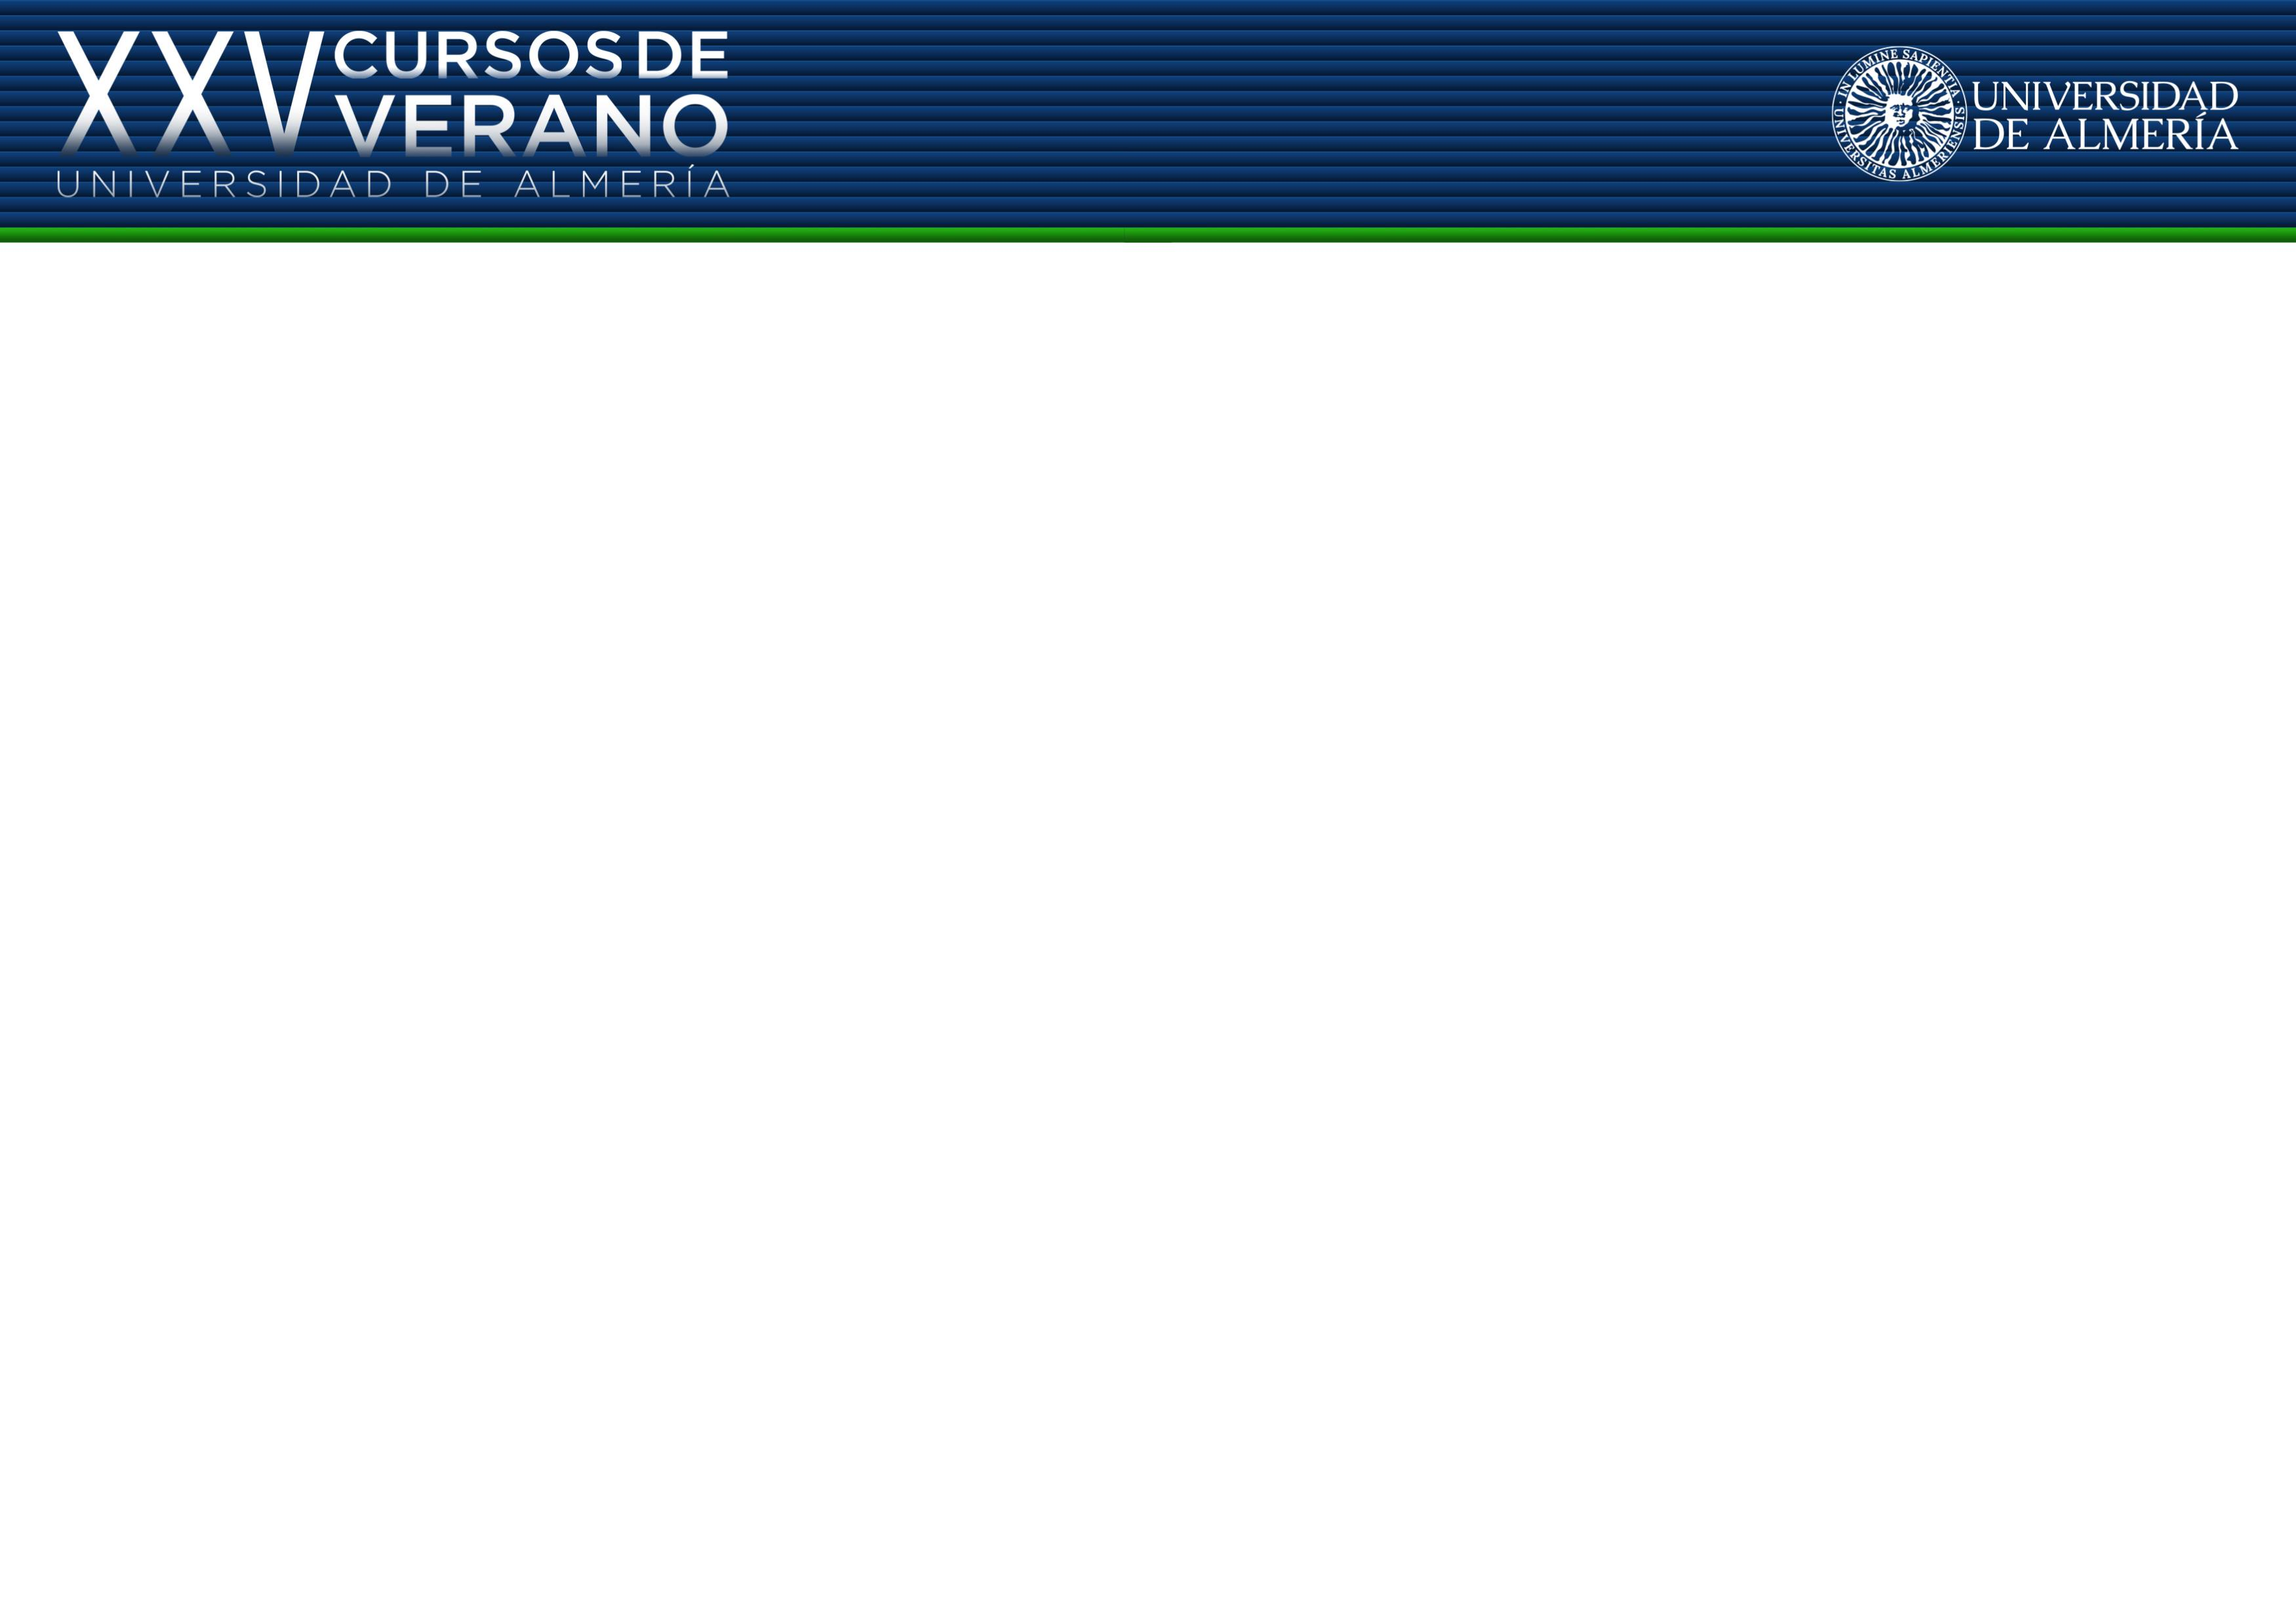 XXV CURSOS DE
VERANO
UNIVERSIDAD DE ALMERÍA
UNIVERSITAS ALMERIENSIS · IN LUMINE SAPIENTIA ·
UNIVERSIDAD
DE ALMERÍA